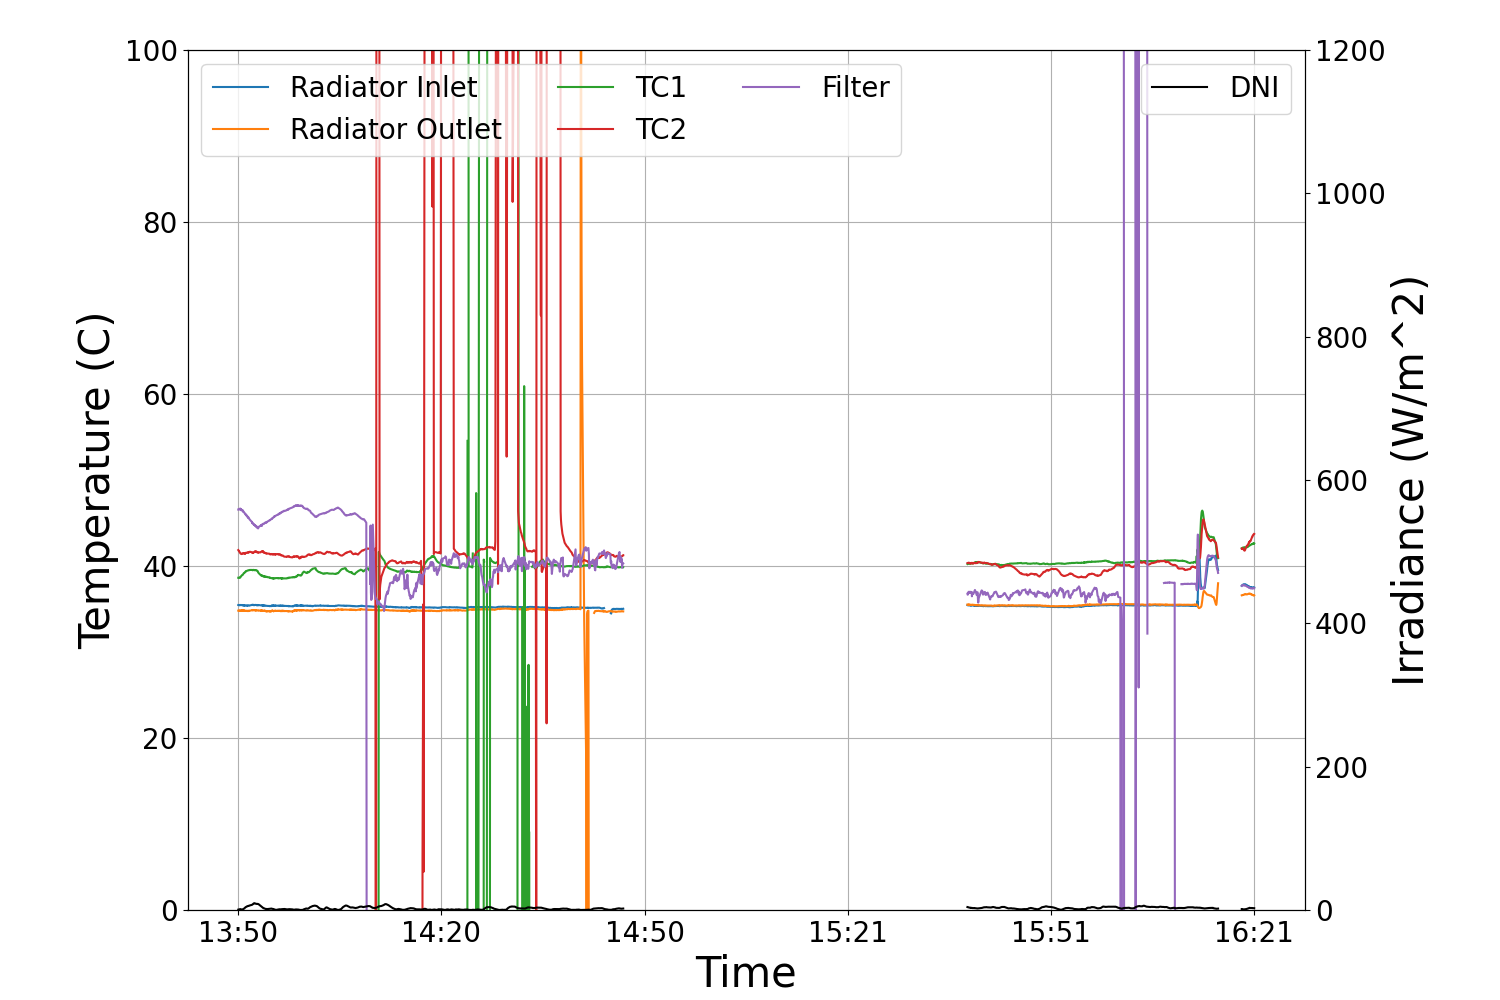 100
80
60
40
20
0
Temperature (C)
Radiator Inlet
Radiator Outlet
TC1
TC2
Filter
DNI
1200
1000
800
600
400
200
0
Irradiance (W/m^2)
13:50 14:20 14:50 15:21 15:51 16:21
Time